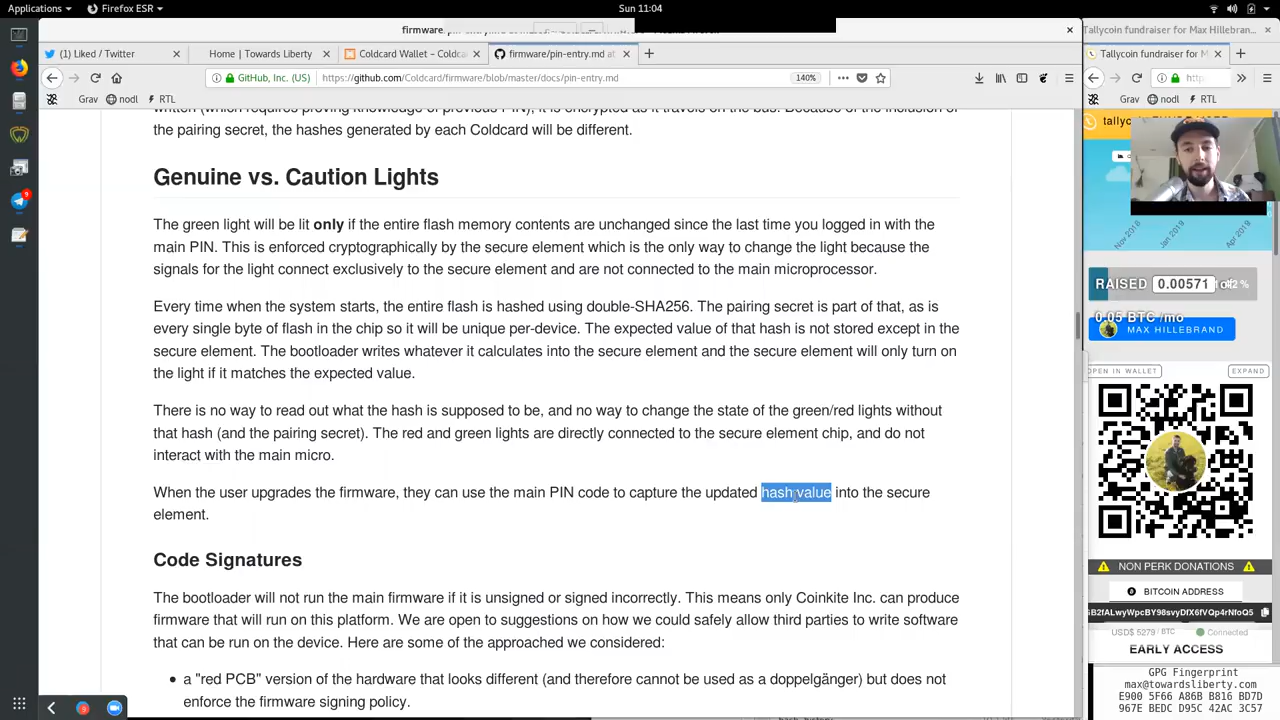 Applications
Firefox ESR
Sun 11:04
firmware
Tallycoin fundraiser for Max Hillebran...
(1) Liked / Twitter
Home | Towards Liberty
Coldcard Wallet – Coldca
firmware/pin-entry.md at
Tallycoin fundraiser for M
GitHub, Inc. (US)
https://github.com/Coldcard/firmware/blob/master/docs/pin-entry.md
140%
Grav
nodl
RTL
Grav
nodl
RTL
the pairing secret, the hashes generated by each Coldcard will be different.
Genuine vs. Caution Lights
The green light will be lit only if the entire flash memory contents are unchanged since the last time you logged in with the
main PIN. This is enforced cryptographically by the secure element which is the only way to change the light because the
signals for the light connect exclusively to the secure element and are not connected to the main microprocessor.
Every time when the system starts, the entire flash is hashed using double-SHA256. The pairing secret is part of that, as is
every single byte of flash in the chip so it will be unique per-device. The expected value of that hash is not stored except in the
secure element. The bootloader writes whatever it calculates into the secure element and the secure element will only turn on
the light if it matches the expected value.
There is no way to read out what the hash is supposed to be, and no way to change the state of the green/red lights without
that hash (and the pairing secret). The red and green lights are directly connected to the secure element chip, and do not
interact with the main micro.
When the user upgrades the firmware, they can use the main PIN code to capture the updated hash value into the secure
element.
Code Signatures
The bootloader will not run the main firmware if it is unsigned or signed incorrectly. This means only Coinkite Inc. can produce
firmware that will run on this platform. We are open to suggestions on how we could safely allow third parties to write software
that can be run on the device. Here are some of the approached we considered:
• a "red PCB" version of the hardware that looks different (and therefore cannot be used as a doppelgänger) but does not
enforce the firmware signing policy.
tallyco
Nov 2018
Jan 2019
Apr 2019
RAISED 0.00571 of
0.05 BTC /mo
MAX HILLEBRAND
OPEN IN WALLET
EXPAND
NON PERK DONATIONS
BITCOIN ADDRESS
USD$ 5279 / BTC
Connected
EARLY ACCESS
GPG Fingerprint
max@towardsliberty.com
E900 5F66 A86B B816 BD7D
967E BEDC D95C 42AC 3C57